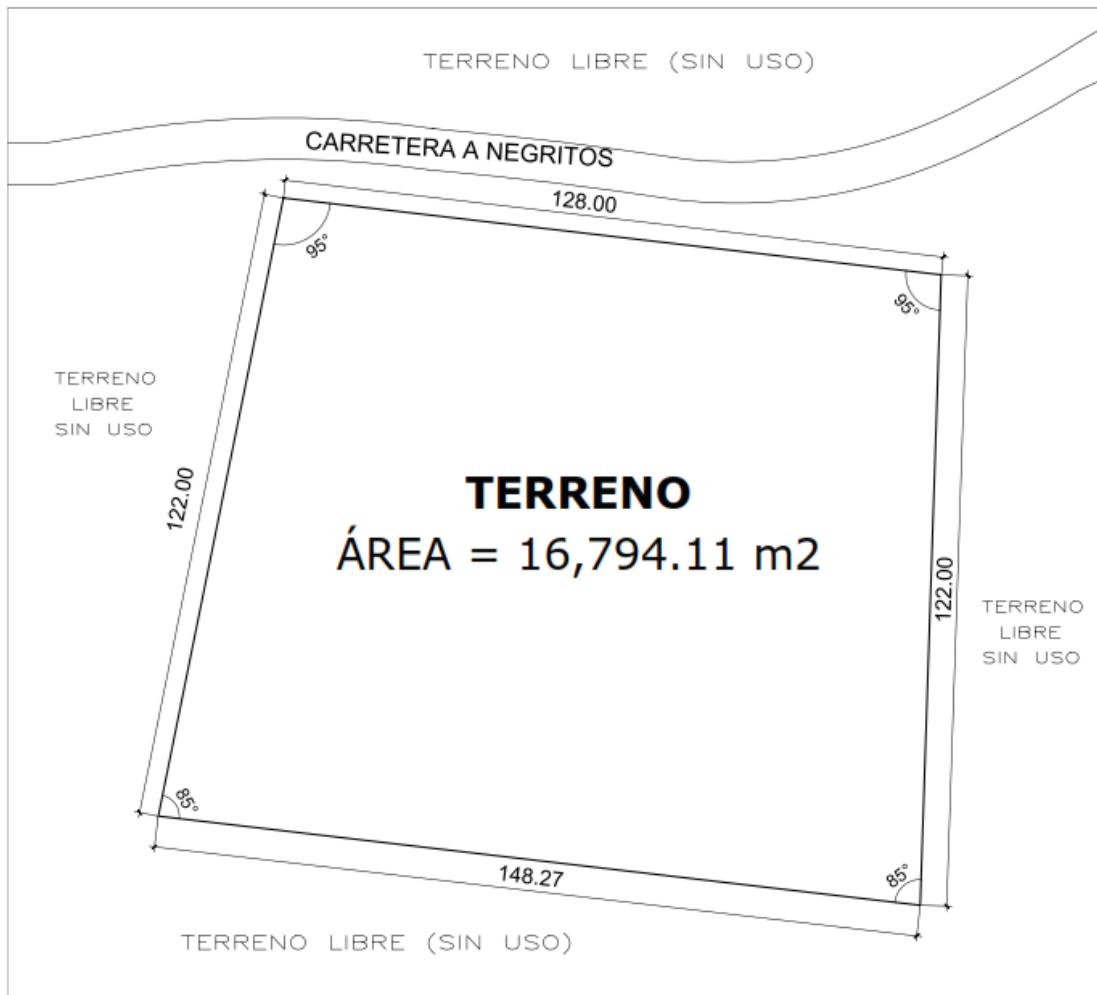 TERRENO LIBRE (SIN USO)
CARRETERA A NEGRITOS
128.00
95°
95°
TERRENO
LIBRE
SIN USO
122.00
TERRENO
ÁREA = 16,794.11 m2
122.00
TERRENO
LIBRE
SIN USO
85°
148.27
85°
TERRENO LIBRE (SIN USO)